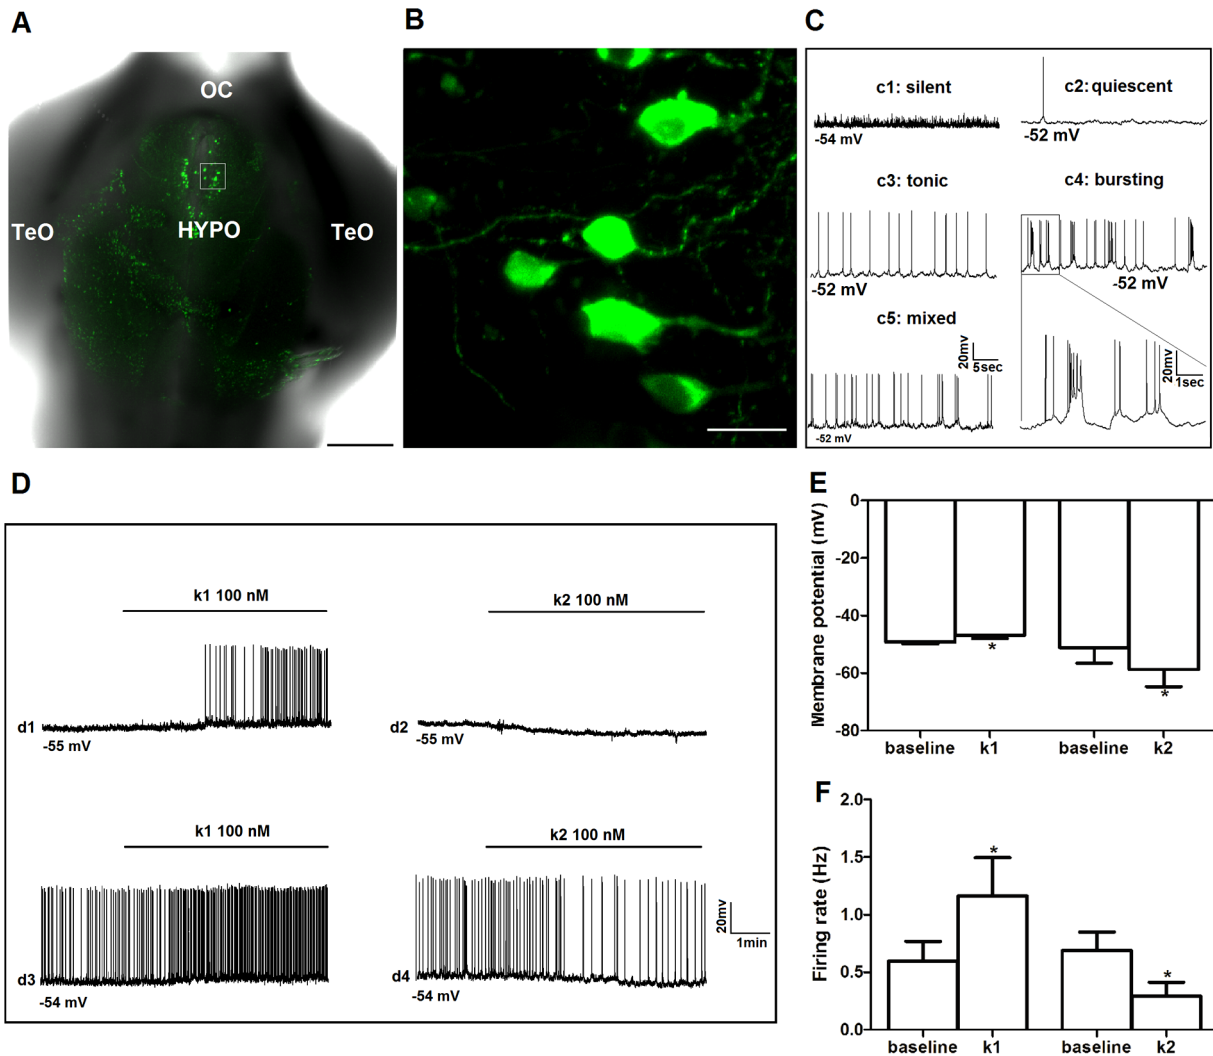 A
OC
TeO
HYPO
TeO
B
C
c1: silent
-54 mV
c2: quiescent
-52 mV
c3: tonic
-52 mV
c4: bursting
-52 mV
c5: mixed
20mv
5sec
-52 mV
20mv
1sec
D
k1 100 nM
d1
-55 mV
k2 100 nM
d2
-55 mV
k1 100 nM
d3
-54 mV
k2 100 nM
d4
-54 mV
20mv
1min
E
Membrane potential (mV)
0
-20
-40
-60
-80
*
*
baseline
k1
baseline
k2
F
Firing rate (Hz)
2.0
1.5
1.0
0.5
0.0
*
*
baseline
k1
baseline
k2